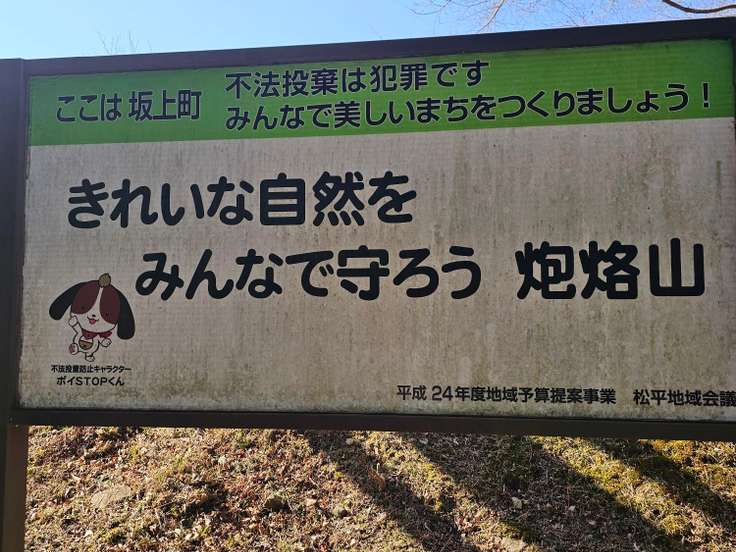 ここは 坂上町
不法投棄は犯罪です
みんなで美しいまちをつくりましょう！
きれいな自然を
みんなで守ろう 炮烙山
不法投棄防止キャラクター
ポイSTOPくん
平成 24年度地域予算提案事業 松平地域会議